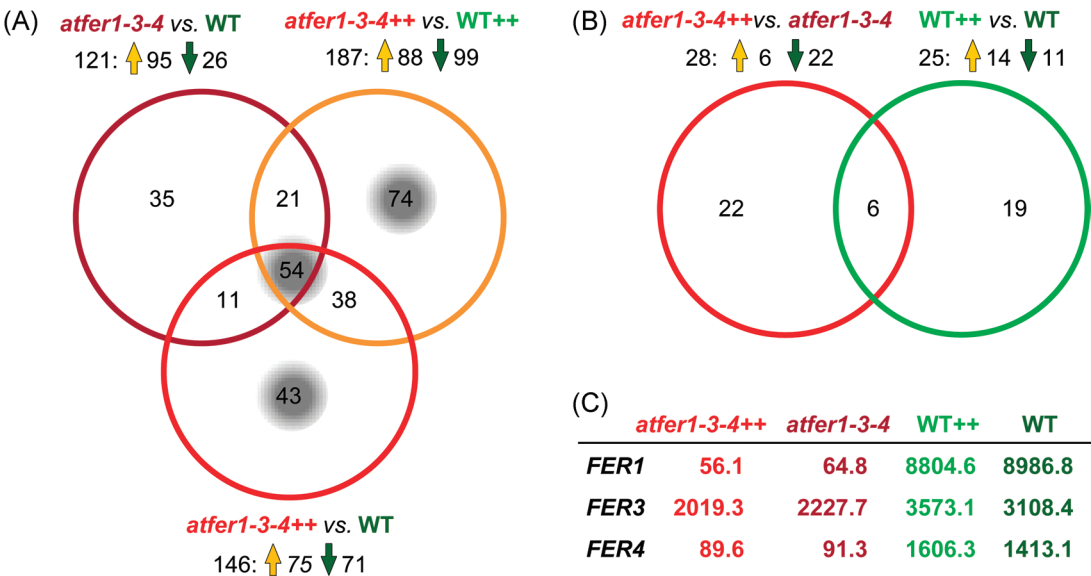 (A)
atfer1-3-4 vs. WT
121: 95 26
atfer1-3-4++ vs. WT++
187: 88 99
35
21
74
54
11
38
43
atfer1-3-4++ vs. WT
146: 75 71
(B)
atfer1-3-4++ vs. atfer1-3-4
28: 6 22
WT++ vs. WT
25: 14 11
22
6
19
(C)
atfer1-3-4++ atfer1-3-4 WT++ WT
FER1 56.1 64.8 8804.6 8986.8
FER3 2019.3 2227.7 3573.1 3108.4
FER4 89.6 91.3 1606.3 1413.1